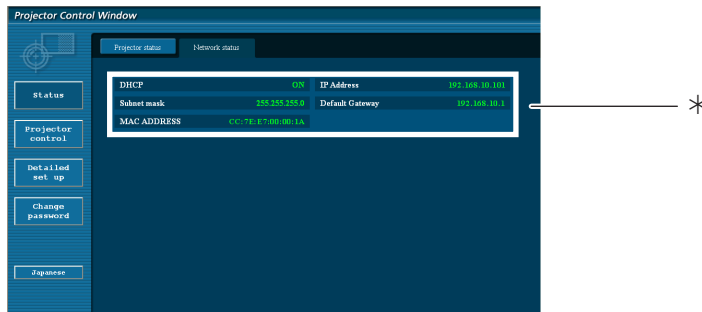 Projector Control Window
Projector status Network status
DHCP ON IP Address 192.168.10.101
Subnet mask 255.255.255.0 Default Gateway 192.168.10.1
MAC ADDRESS CC:7E:E7:00:00:1A
Status
Projector
control
Detailed
set up
Change
password
Japanese